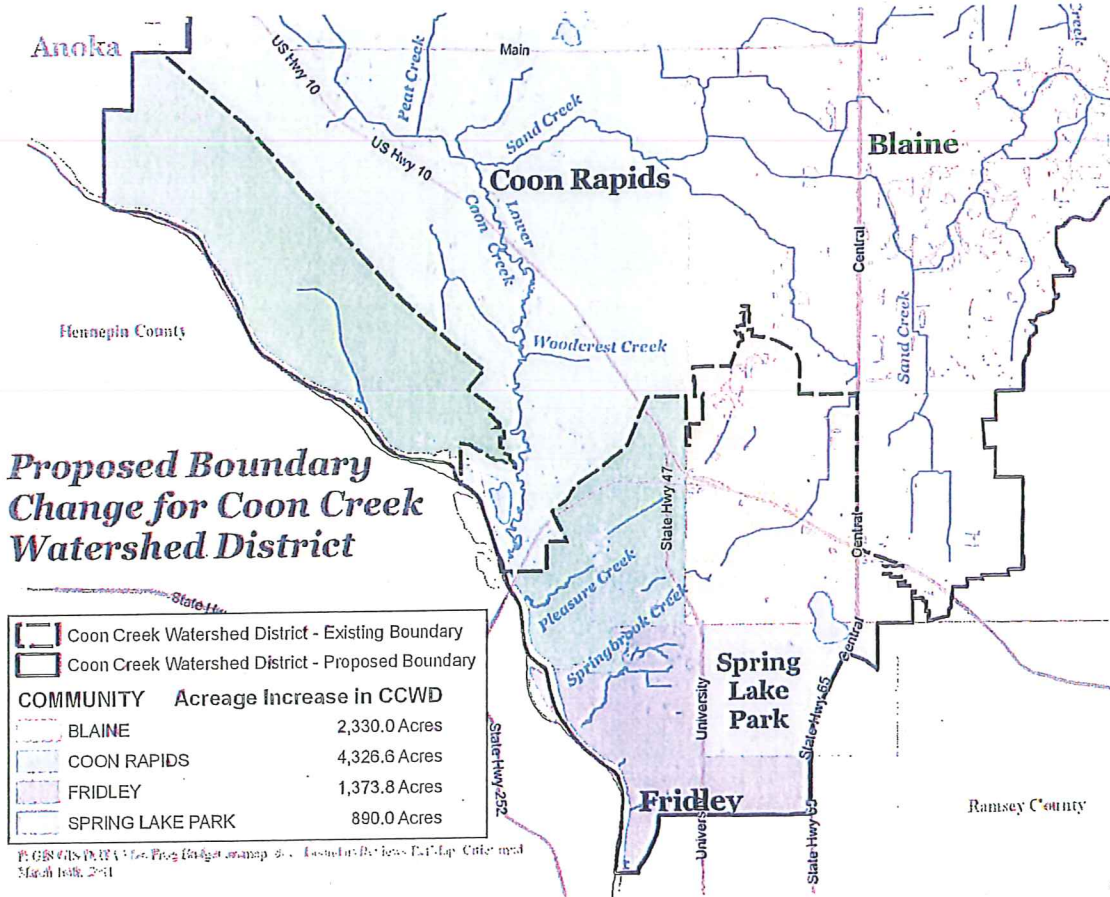 Anoka
US Hwy 10
Peat Creek
Main
Creek
US Hwy 10
Sand Creek
Blaine
Coon Rapids
Lower
Coon Creek
Central
Sand Creek
Hennepin County
Woodcrest Creek
Proposed Boundary
Change for Coon Creek
Watershed District
State Hwy 47
Central
Pleasure Creek
Springbrook Creek
State Hw
Central
Spring
Lake
Park
University
State Hwy 65
Coon Creek Watershed District - Existing Boundary
Coon Creek Watershed District - Proposed Boundary
COMMUNITY Acreage Increase in CCWD
BLAINE 2,330.0 Acres
COON RAPIDS 4,326.6 Acres
FRIDLEY 1,373.8 Acres
SPRING LAKE PARK 890.0 Acres
State Hwy 252
Fridley
Ramsey County
University
State Hwy 65